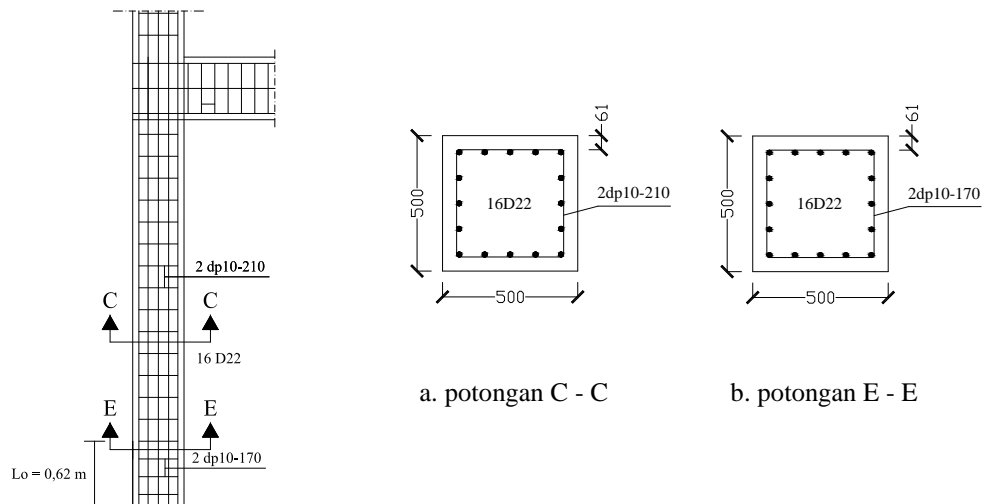 2 dp10-210
C C
16 D22
E E
2 dp10-170
Lo = 0,62 m
61
500
16D22
2dp10-210
500
a. potongan C - C
61
500
16D22
2dp10-170
500
b. potongan E - E